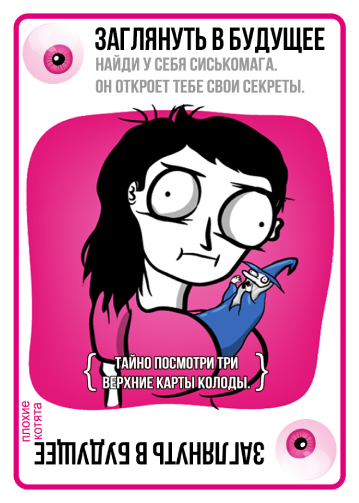 ЗАГЛЯНУТЬ В БУДУЩЕЕ
НАЙДИ У СЕБЯ СИСЬКОМАГА.
ОН ОТКРОЕТ ТЕБЕ СВОИ СЕКРЕТЫ.
{ ТАЙНО ПОСМОТРИ ТРИ
ВЕРХНИЕ КАРТЫ КОЛОДЫ. }
ПЛОХИЕ
КОТЯТА
ЗАГЛЯНУТЬ В БУДУЩЕЕ